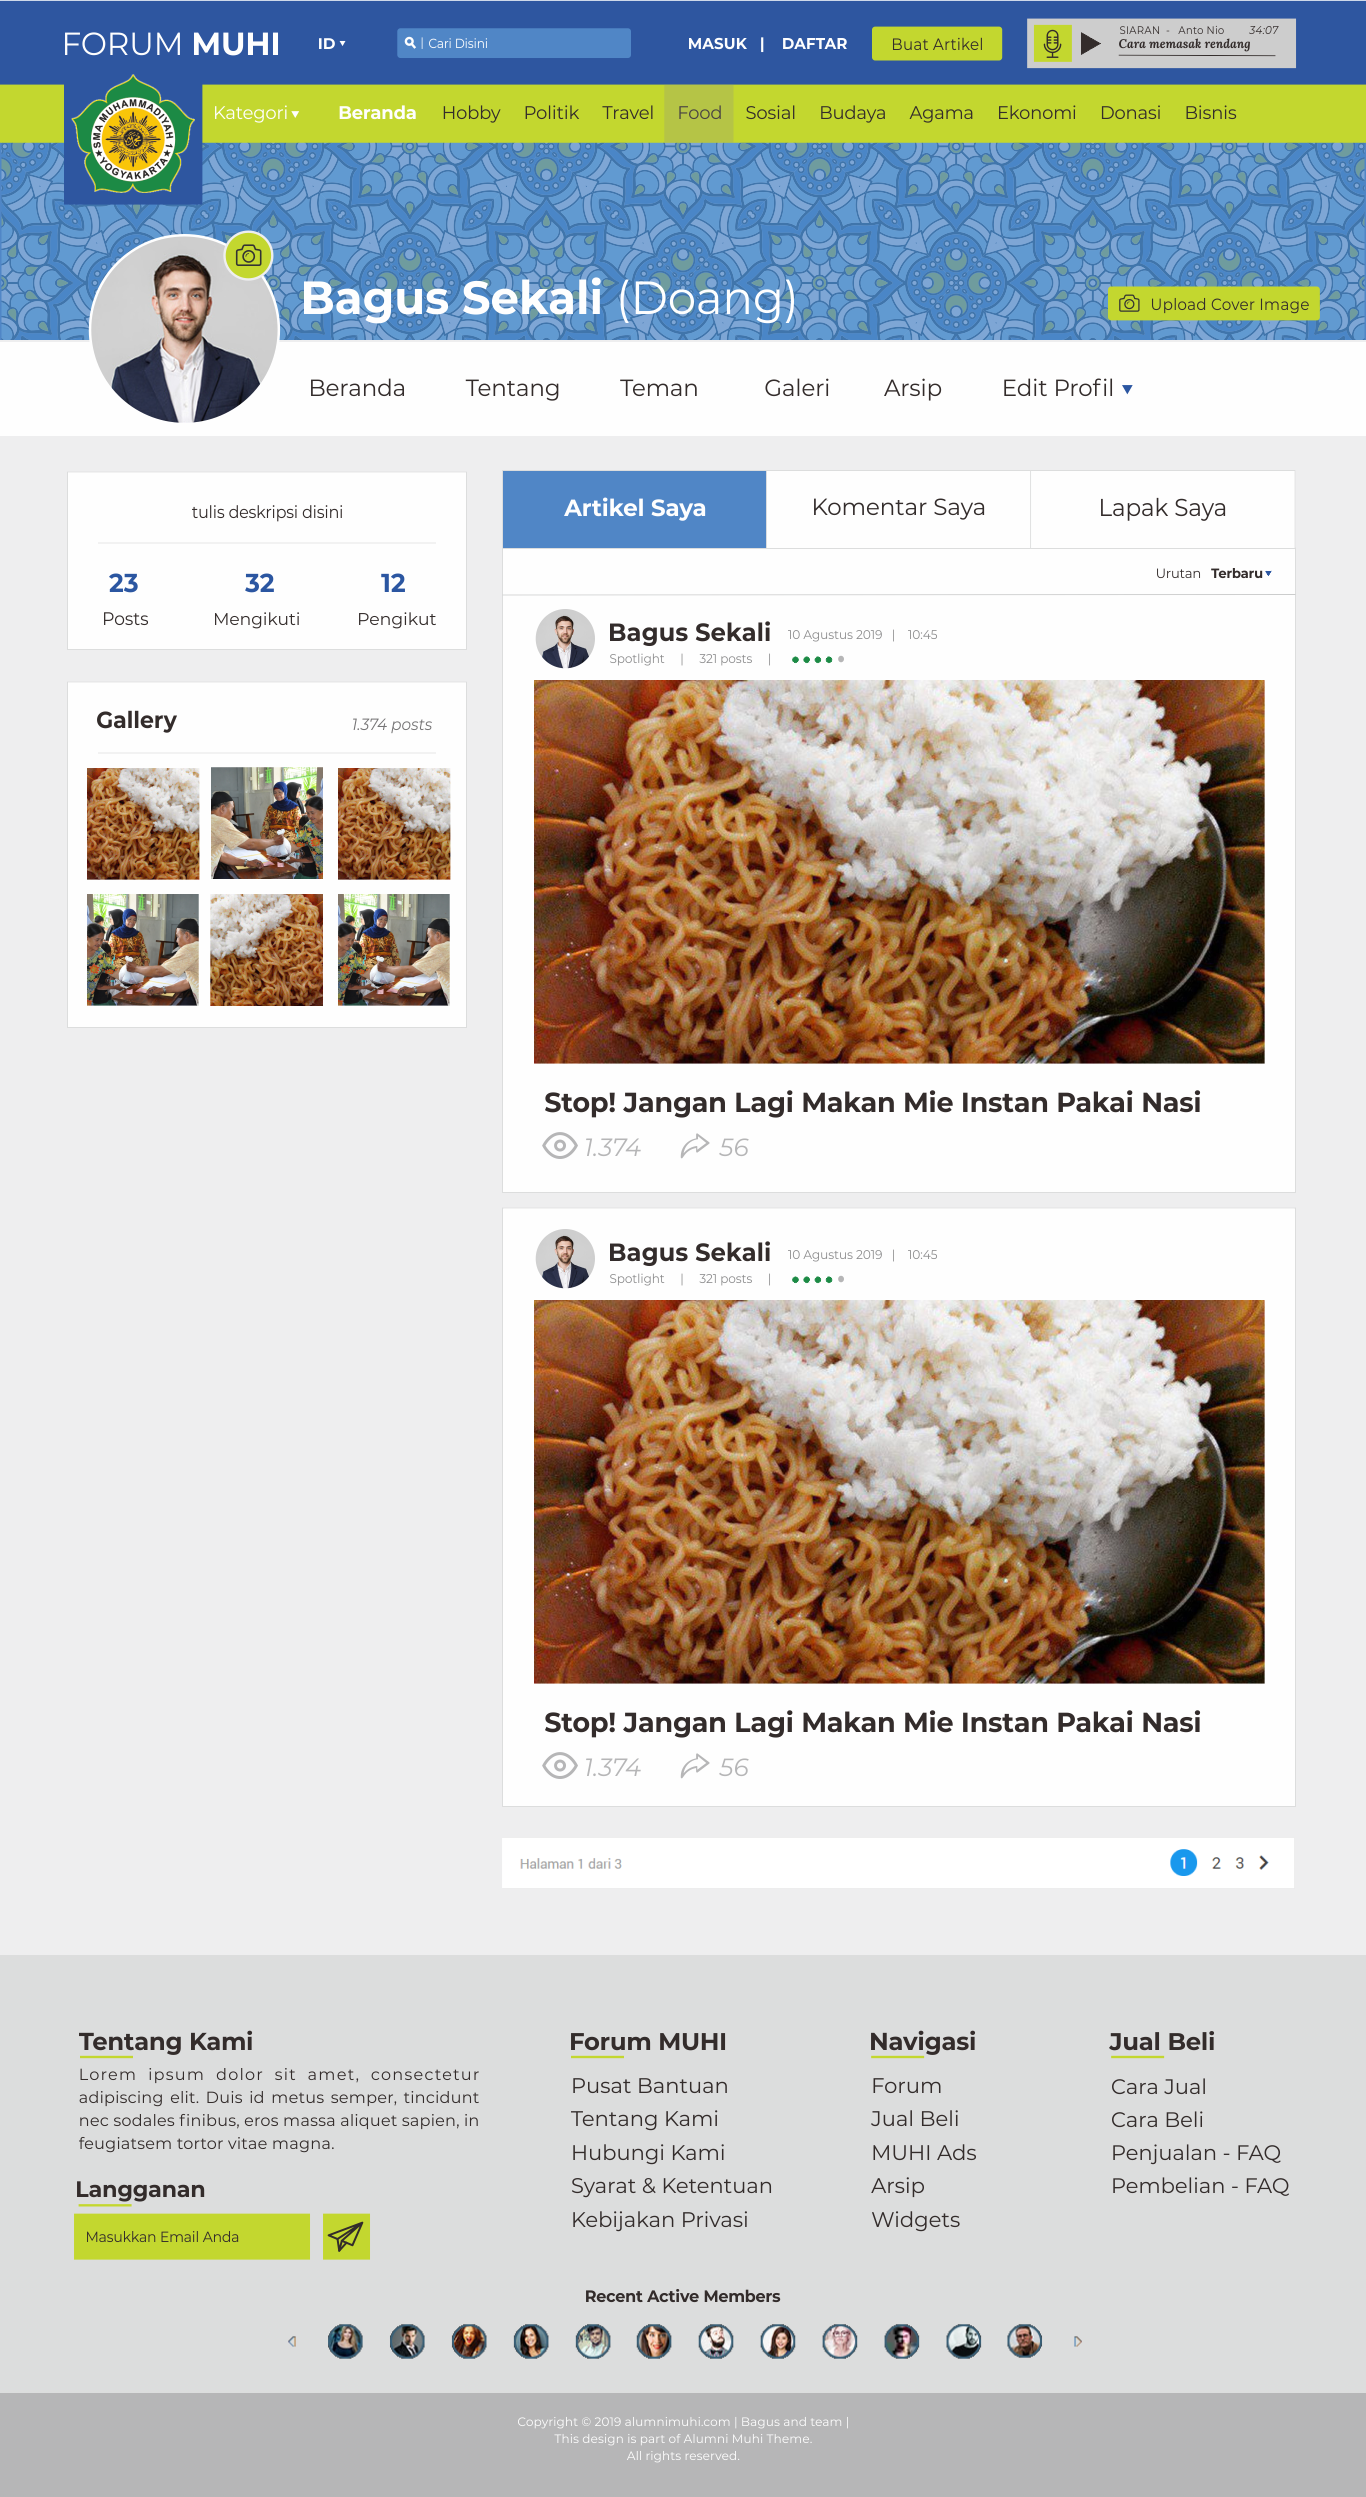 FORUM MUHI
ID
Cari Disini
MASUK | DAFTAR
Buat Artikel
SIARAN - Anto Nio 34:07
Cara memasak rendang
SMA MUHAMMADIYAH 1
YOGYAKARTA
Kategori Beranda Hobby Politik Travel Food Sosial Budaya Agama Ekonomi Donasi Bisnis
Bagus Sekali (Doang)
Upload Cover Image
Beranda Tentang Teman Galeri Arsip Edit Profil
tulis deskripsi disini
23 32 12
Posts Mengikuti Pengikut
Gallery 1.374 posts
Artikel Saya Komentar Saya Lapak Saya
Urutan Terbaru
Bagus Sekali 10 Agustus 2019 | 10:45
Spotlight | 321 posts |
Stop! Jangan Lagi Makan Mie Instan Pakai Nasi
1.374 56
Bagus Sekali 10 Agustus 2019 | 10:45
Spotlight | 321 posts |
Stop! Jangan Lagi Makan Mie Instan Pakai Nasi
1.374 56
Halaman 1 dari 3 1 2 3
Tentang Kami
Lorem ipsum dolor sit amet, consectetur
adipiscing elit. Duis id metus semper, tincidunt
nec sodales finibus, eros massa aliquet sapien, in
feugiatsem tortor vitae magna.
Langganan
Masukkan Email Anda
Forum MUHI
Pusat Bantuan
Tentang Kami
Hubungi Kami
Syarat & Ketentuan
Kebijakan Privasi
Navigasi
Forum
Jual Beli
MUHI Ads
Arsip
Widgets
Jual Beli
Cara Jual
Cara Beli
Penjualan - FAQ
Pembelian - FAQ
Recent Active Members
Copyright © 2019 alumnimuhi.com | Bagus and team |
This design is part of Alumni Muhi Theme.
All rights reserved.